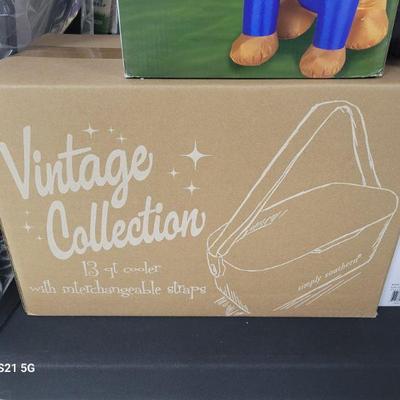 Vintage
Collection
13 qt cooler
with interchangeable straps
simply southern®
S21 5G